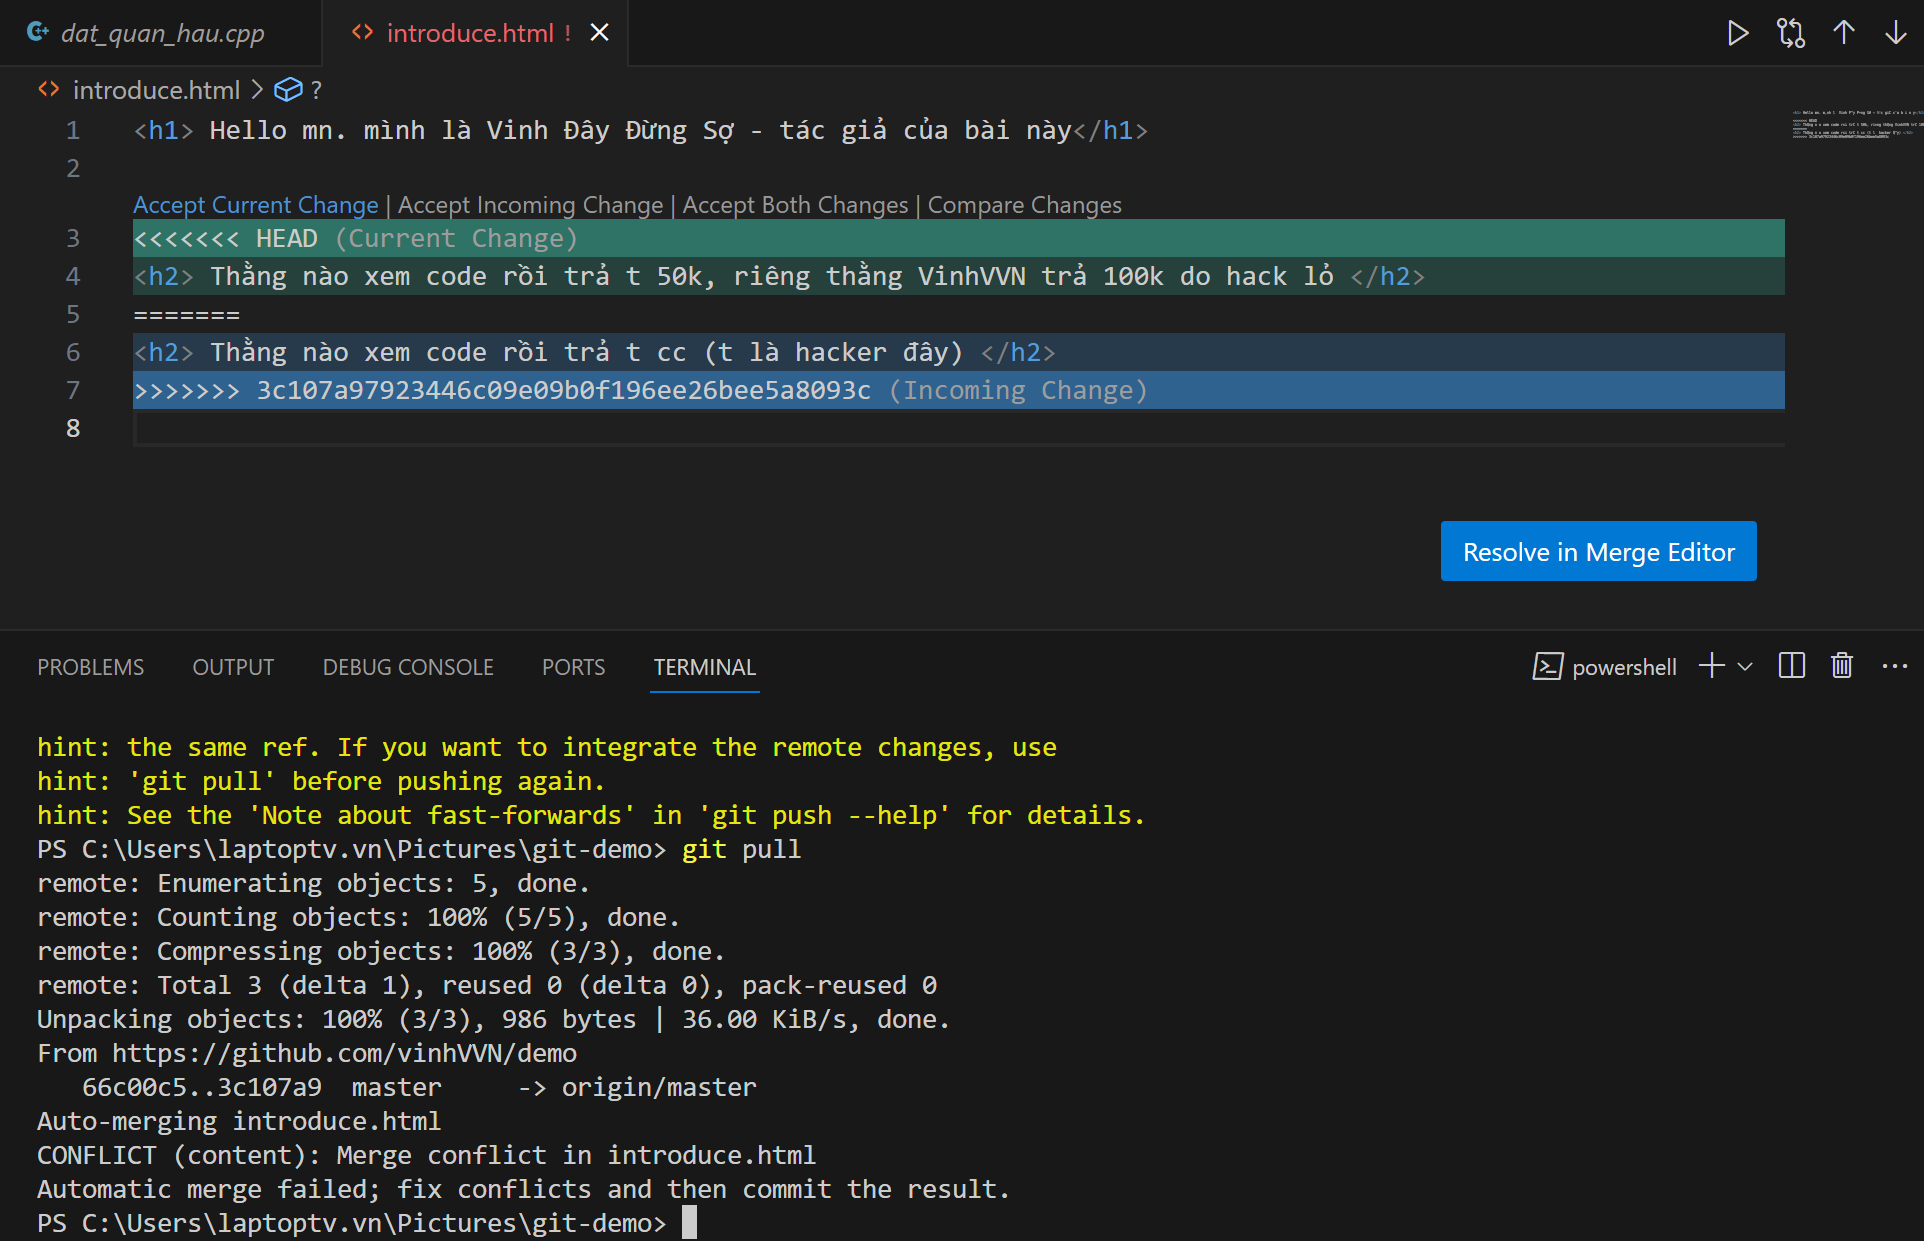 dat_quan_hau.cpp
introduce.html !
introduce.html > ?
1 <h1> Hello mn. mình là Vinh Đây Đừng Sợ - tác giả của bài này</h1>
2
Accept Current Change | Accept Incoming Change | Accept Both Changes | Compare Changes
3 <<<<<<< HEAD (Current Change)
4 <h2> Thằng nào xem code rồi trả t 50k, riêng thằng VinhVVN trả 100k do hack lỏ </h2>
5 =======
6 <h2> Thằng nào xem code rồi trả t cc (t là hacker đây) </h2>
7 >>>>>>> 3c107a97923446c09e09b0f196ee26bee5a8093c (Incoming Change)
8
Resolve in Merge Editor
PROBLEMS OUTPUT DEBUG CONSOLE PORTS TERMINAL powershell
hint: the same ref. If you want to integrate the remote changes, use
hint: 'git pull' before pushing again.
hint: See the 'Note about fast-forwards' in 'git push --help' for details.
PS C:\Users\laptoptv.vn\Pictures\git-demo> git pull
remote: Enumerating objects: 5, done.
remote: Counting objects: 100% (5/5), done.
remote: Compressing objects: 100% (3/3), done.
remote: Total 3 (delta 1), reused 0 (delta 0), pack-reused 0
Unpacking objects: 100% (3/3), 986 bytes | 36.00 KiB/s, done.
From https://github.com/vinhVVN/demo
66c00c5..3c107a9 master -> origin/master
Auto-merging introduce.html
CONFLICT (content): Merge conflict in introduce.html
Automatic merge failed; fix conflicts and then commit the result.
PS C:\Users\laptoptv.vn\Pictures\git-demo>